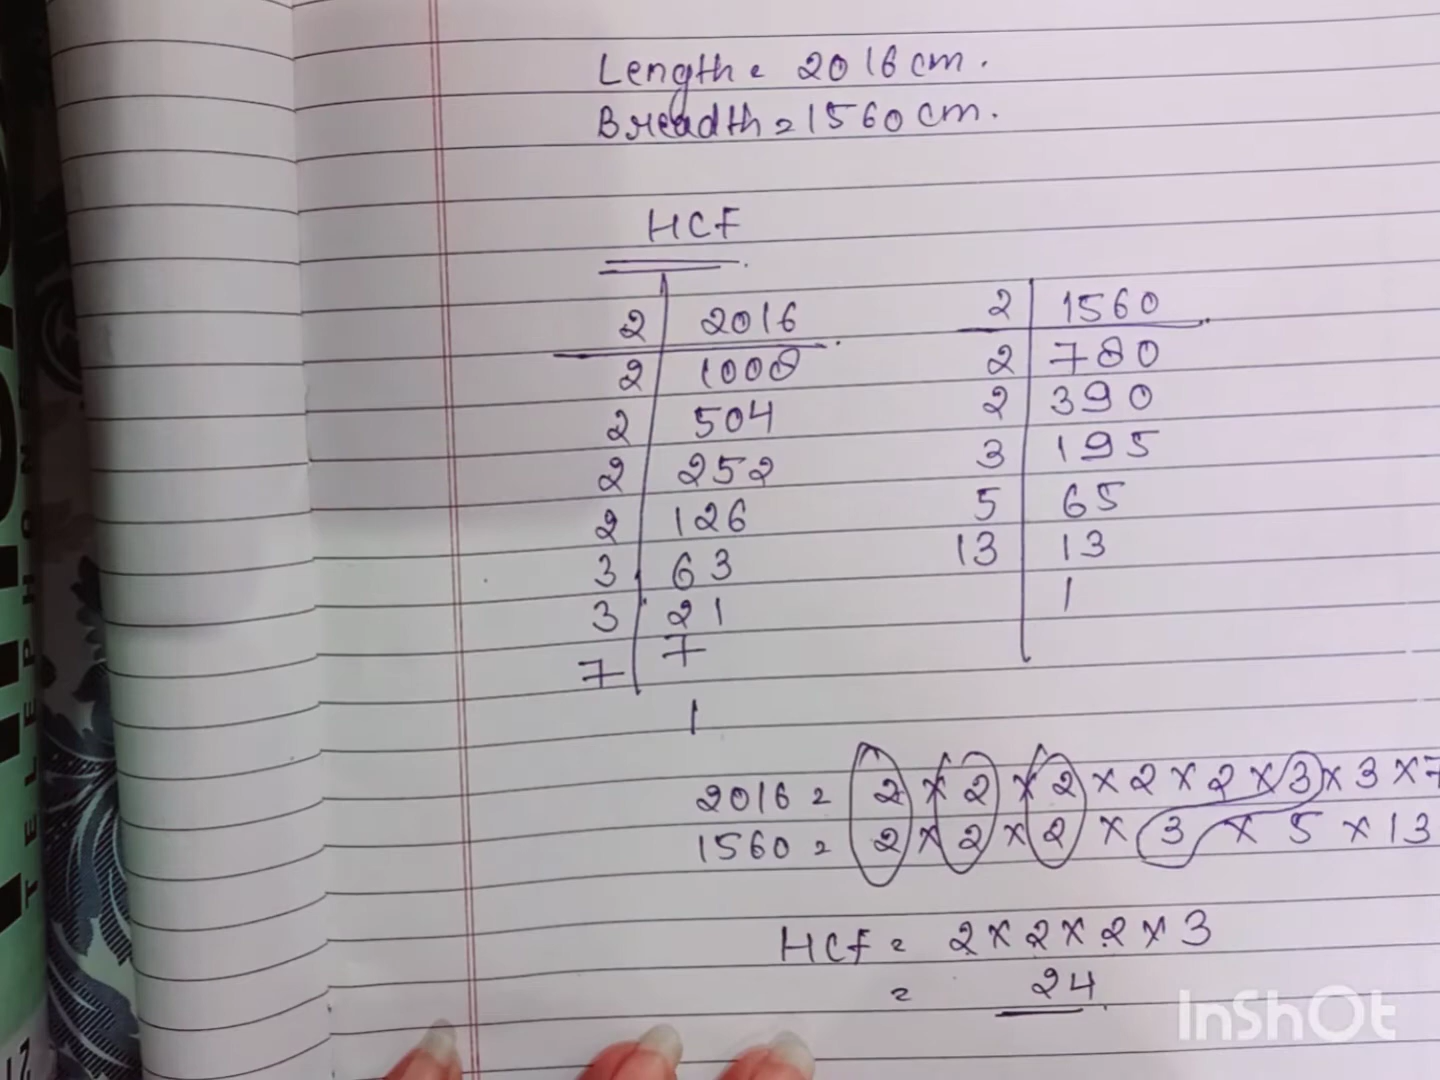 Length = 2016 cm.
Breadth = 1560 cm.
HCF
2 | 2016
2 | 1008
2 | 504
2 | 252
2 | 126
3 | 63
3 | 21
7 | 7
1
2 | 1560
2 | 780
2 | 390
3 | 195
5 | 65
13 | 13
1
2016 = 2 × 2 × 2 × 2 × 2 × 3 × 3 × 7
1560 = 2 × 2 × 2 × 3 × 5 × 13
HCF = 2 × 2 × 2 × 3
= 24
InShOt